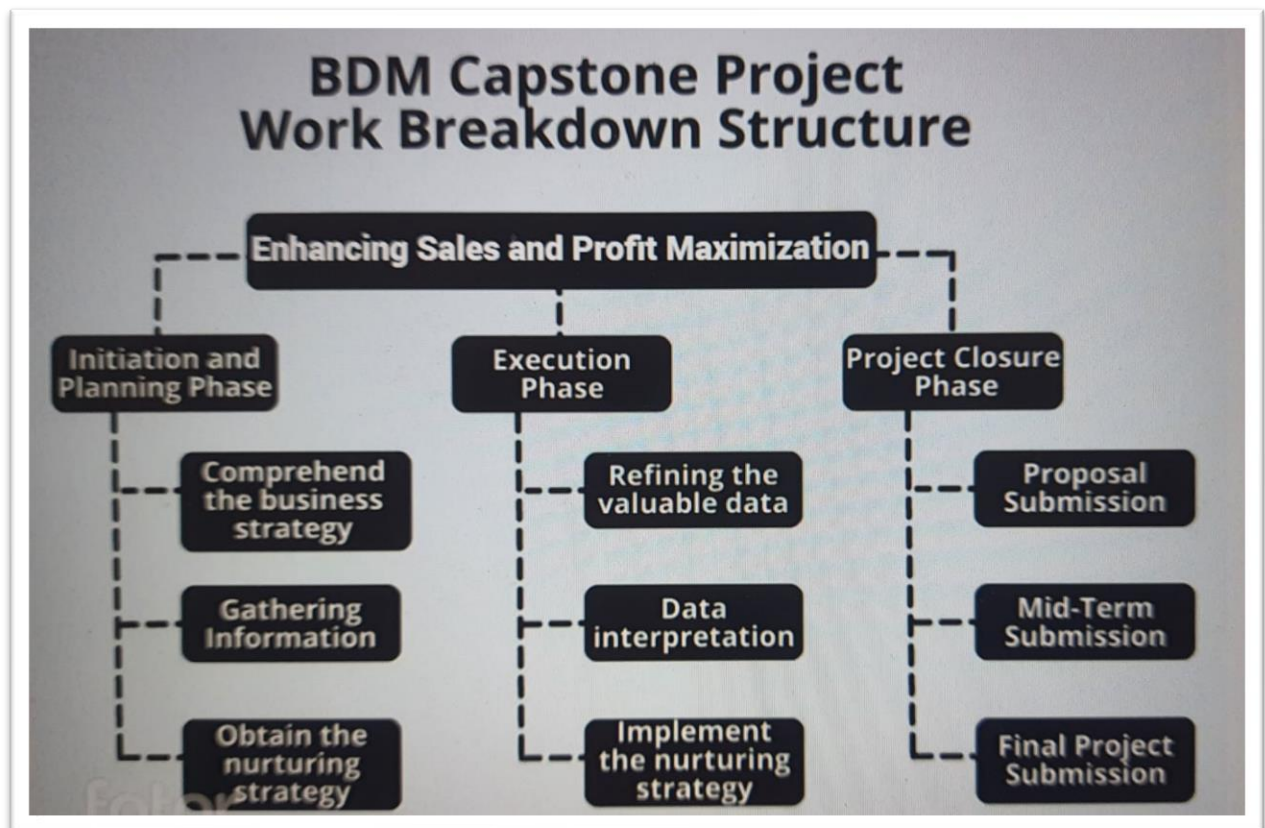 BDM Capstone Project
Work Breakdown Structure
Enhancing Sales and Profit Maximization
Initiation and
Planning Phase
Execution
Phase
Project Closure
Phase
Comprehend
the business
strategy
Refining the
valuable data
Proposal
Submission
Gathering
Information
Data
interpretation
Mid-Term
Submission
Obtain the
nurturing
strategy
Implement
the nurturing
strategy
Final Project
Submission
fotor